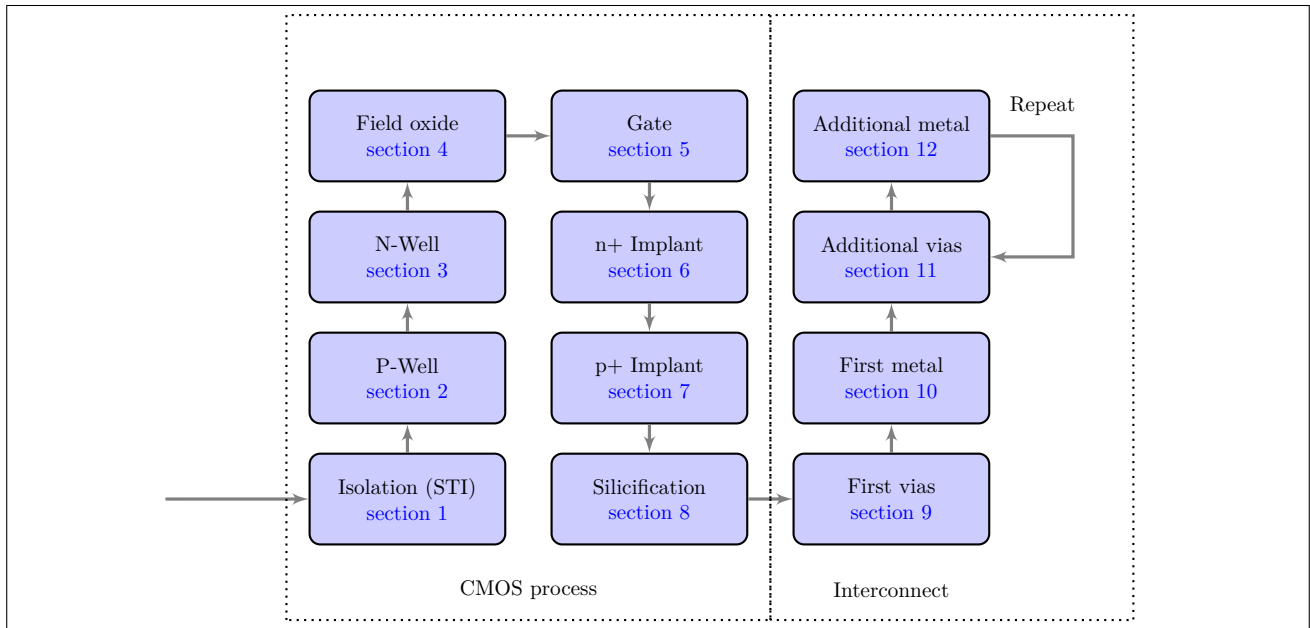 Field oxide
section 4
Gate
section 5
Additional metal
section 12
Repeat
N-Well
section 3
n+ Implant
section 6
Additional vias
section 11
P-Well
section 2
p+ Implant
section 7
First metal
section 10
Isolation (STI)
section 1
Silicification
section 8
First vias
section 9
CMOS process
Interconnect